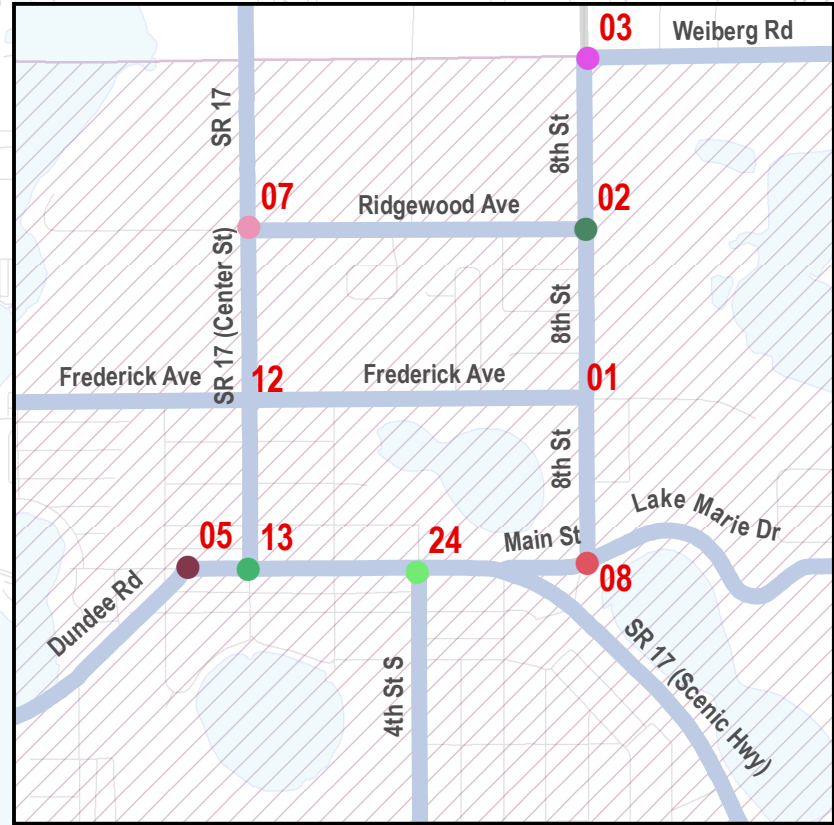 03
Weiberg Rd
SR 17
8th St
07
02
Ridgewood Ave
SR 17 (Center St)
8th St
Frederick Ave
12
Frederick Ave
01
8th St
Lake Marie Dr
05
13
24
Main St
08
Dundee Rd
4th St S
SR 17 (Scenic Hwy)